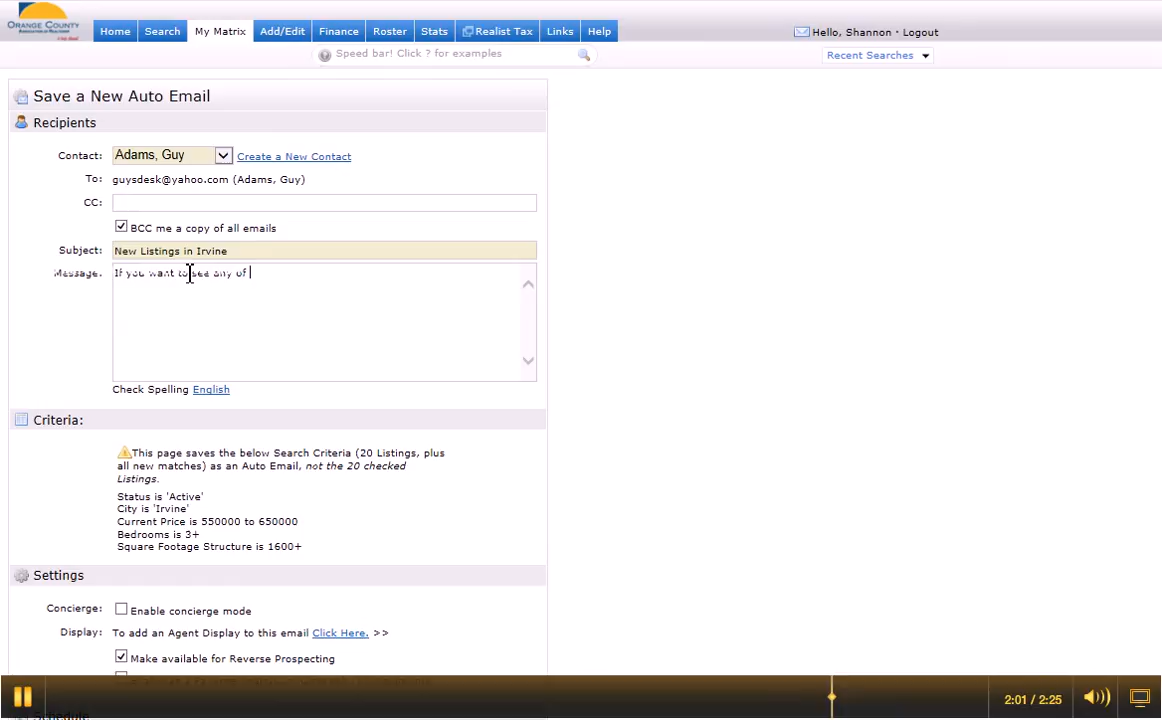 ORANGE COUNTY
Home Search My Matrix Add/Edit Finance Roster Stats Realist Tax Links Help
Hello, Shannon • Logout
Speed bar! Click ? for examples
Recent Searches
Save a New Auto Email
Recipients
Contact: Adams, Guy Create a New Contact
To: guysdesk@yahoo.com (Adams, Guy)
CC:
BCC me a copy of all emails
Subject: New Listings in Irvine
Message: If you want to see any of
Check Spelling English
Criteria:
This page saves the below Search Criteria (20 Listings, plus
all new matches) as an Auto Email, not the 20 checked
Listings.
Status is 'Active'
City is 'Irvine'
Current Price is 550000 to 650000
Bedrooms is 3+
Square Footage Structure is 1600+
Settings
Concierge: Enable concierge mode
Display: To add an Agent Display to this email Click Here. >>
Make available for Reverse Prospecting
Schedule
2:01 / 2:25